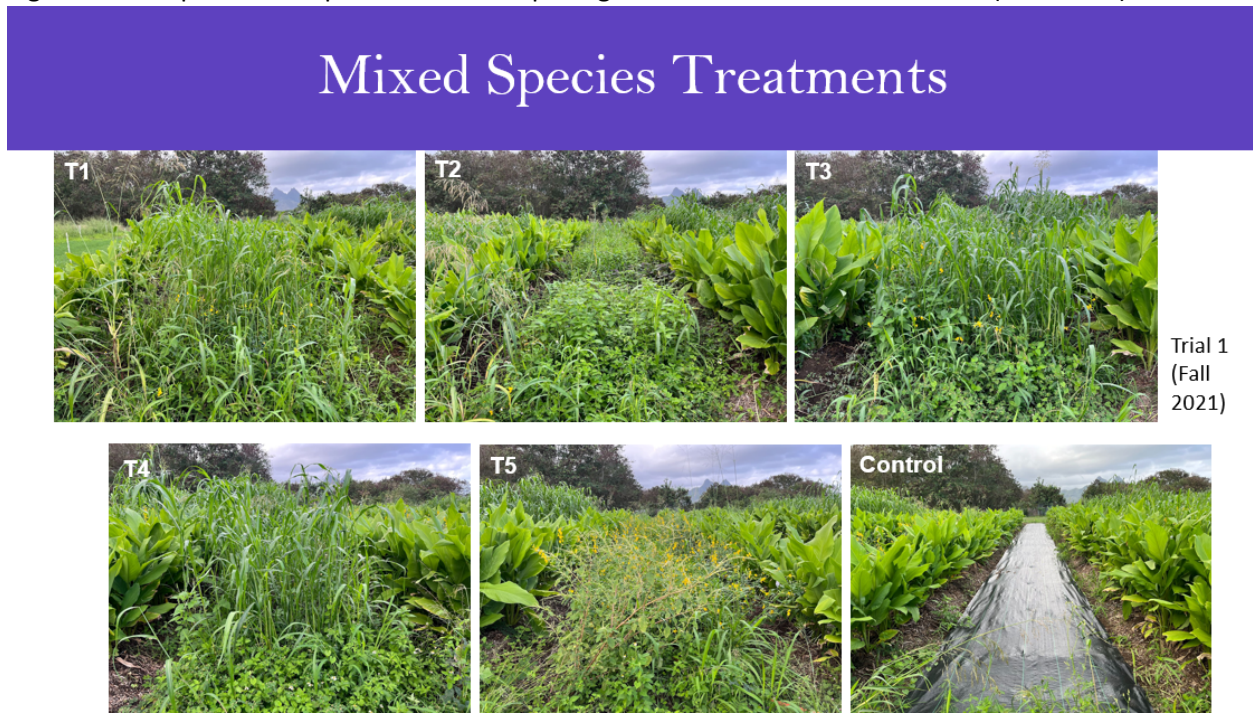 Mixed Species Treatments
T1
T2
T3
Trial 1
(Fall
2021)
T4
T5
Control